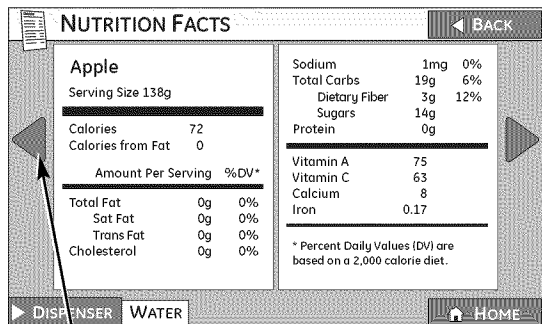 NUTRITION FACTS
BACK
Apple
Serving Size 138g
Calories 72
Calories from Fat 0
Amount Per Serving %DV*
Total Fat 0g 0%
Sat Fat 0g 0%
Trans Fat 0g 0%
Cholesterol 0g 0%
Sodium 1mg 0%
Total Carbs 19g 6%
Dietary Fiber 3g 12%
Sugars 14g
Protein 0g
Vitamin A 75
Vitamin C 63
Calcium 8
Iron 0.17
* Percent Daily Values (DV) are
based on a 2,000 calorie diet.
DISPENSER WATER
HOME